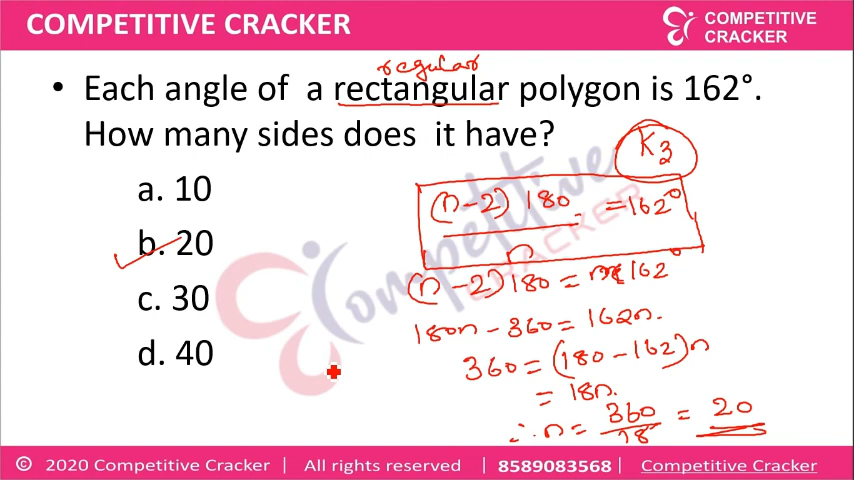 COMPETITIVE CRACKER
COMPETITIVE
CRACKER
regular
• Each angle of a rectangular polygon is 162°.
How many sides does it have?
K3
a. 10
b. 20
c. 30
d. 40
(n-2) 180 = 162°
n
(n-2) 180 = n× 162°
180n - 360 = 162n.
360 = (180 - 162) n
= 18n.
∴ n = 360 = 20
18
Competitive
CRACKER
© 2020 Competitive Cracker | All rights reserved | 8589083568 | Competitive Cracker